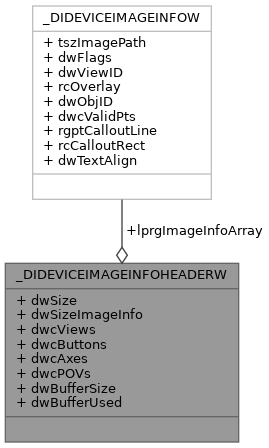 _DIDEVICEIMAGEINFOW
+ tszImagePath
+ dwFlags
+ dwViewID
+ rcOverlay
+ dwObjID
+ dwcValidPts
+ rgptCalloutLine
+ rcCalloutRect
+ dwTextAlign
+lprgImageInfoArray
_DIDEVICEIMAGEINFOHEADERW
+ dwSize
+ dwSizeImageInfo
+ dwcViews
+ dwcButtons
+ dwcAxes
+ dwcPOVs
+ dwBufferSize
+ dwBufferUsed